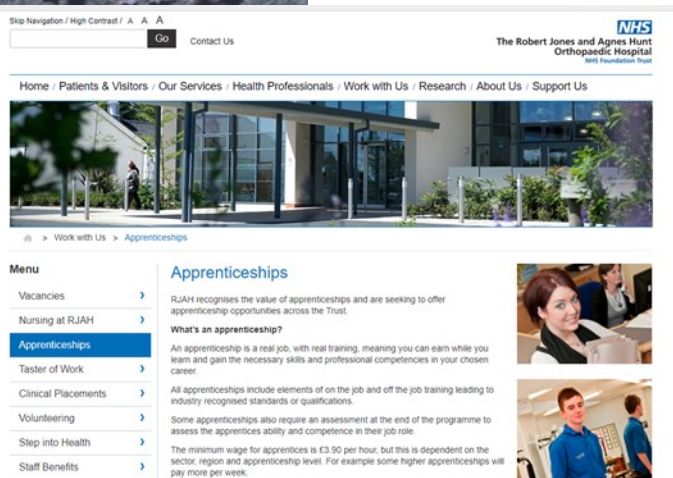 Skip Navigation / High Contrast / A A A
Go
Contact Us
NHS
The Robert Jones and Agnes Hunt
Orthopaedic Hospital
NHS Foundation Trust
Home / Patients & Visitors / Our Services / Health Professionals / Work with Us / Research / About Us / Support Us
> Work with Us > Apprenticeships
Menu
Vacancies
Nursing at RJAH
Apprenticeships
Taster of Work
Clinical Placements
Volunteering
Step into Health
Staff Benefits
Apprenticeships
RJAH recognises the value of apprenticeships and are seeking to offer
apprenticeship opportunities across the Trust.
What's an apprenticeship?
An apprenticeship is a real job, with real training, meaning you can earn while you
learn and gain the necessary skills and professional competencies in your chosen
career.
All apprenticeships include elements of on the job and off the job training leading to
industry recognised standards or qualifications.
Some apprenticeships also require an assessment at the end of the programme to
assess the apprentices ability and competence in their job role.
The minimum wage for apprentices is £3.90 per hour, but this is dependent on the
sector, region and apprenticeship level. For example some higher apprenticeships will
pay more per week.